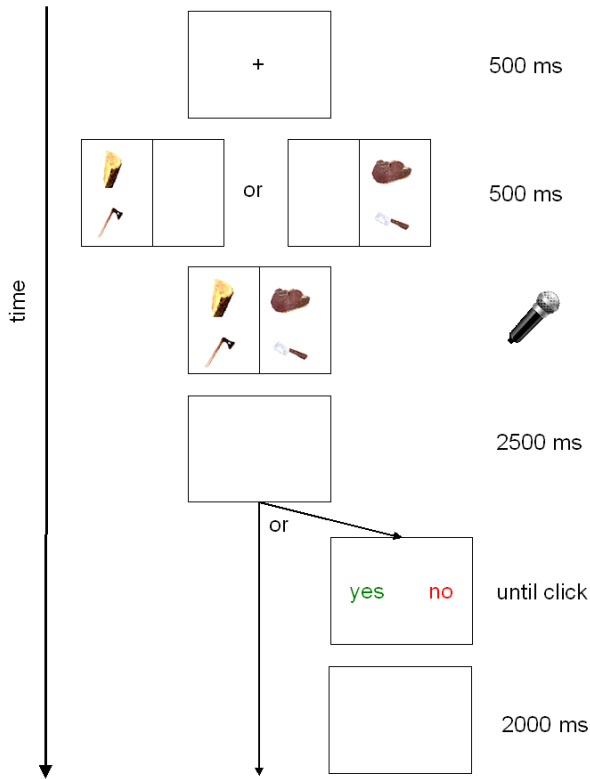 +
500 ms
or
500 ms
time
2500 ms
or
yes no
until click
2000 ms